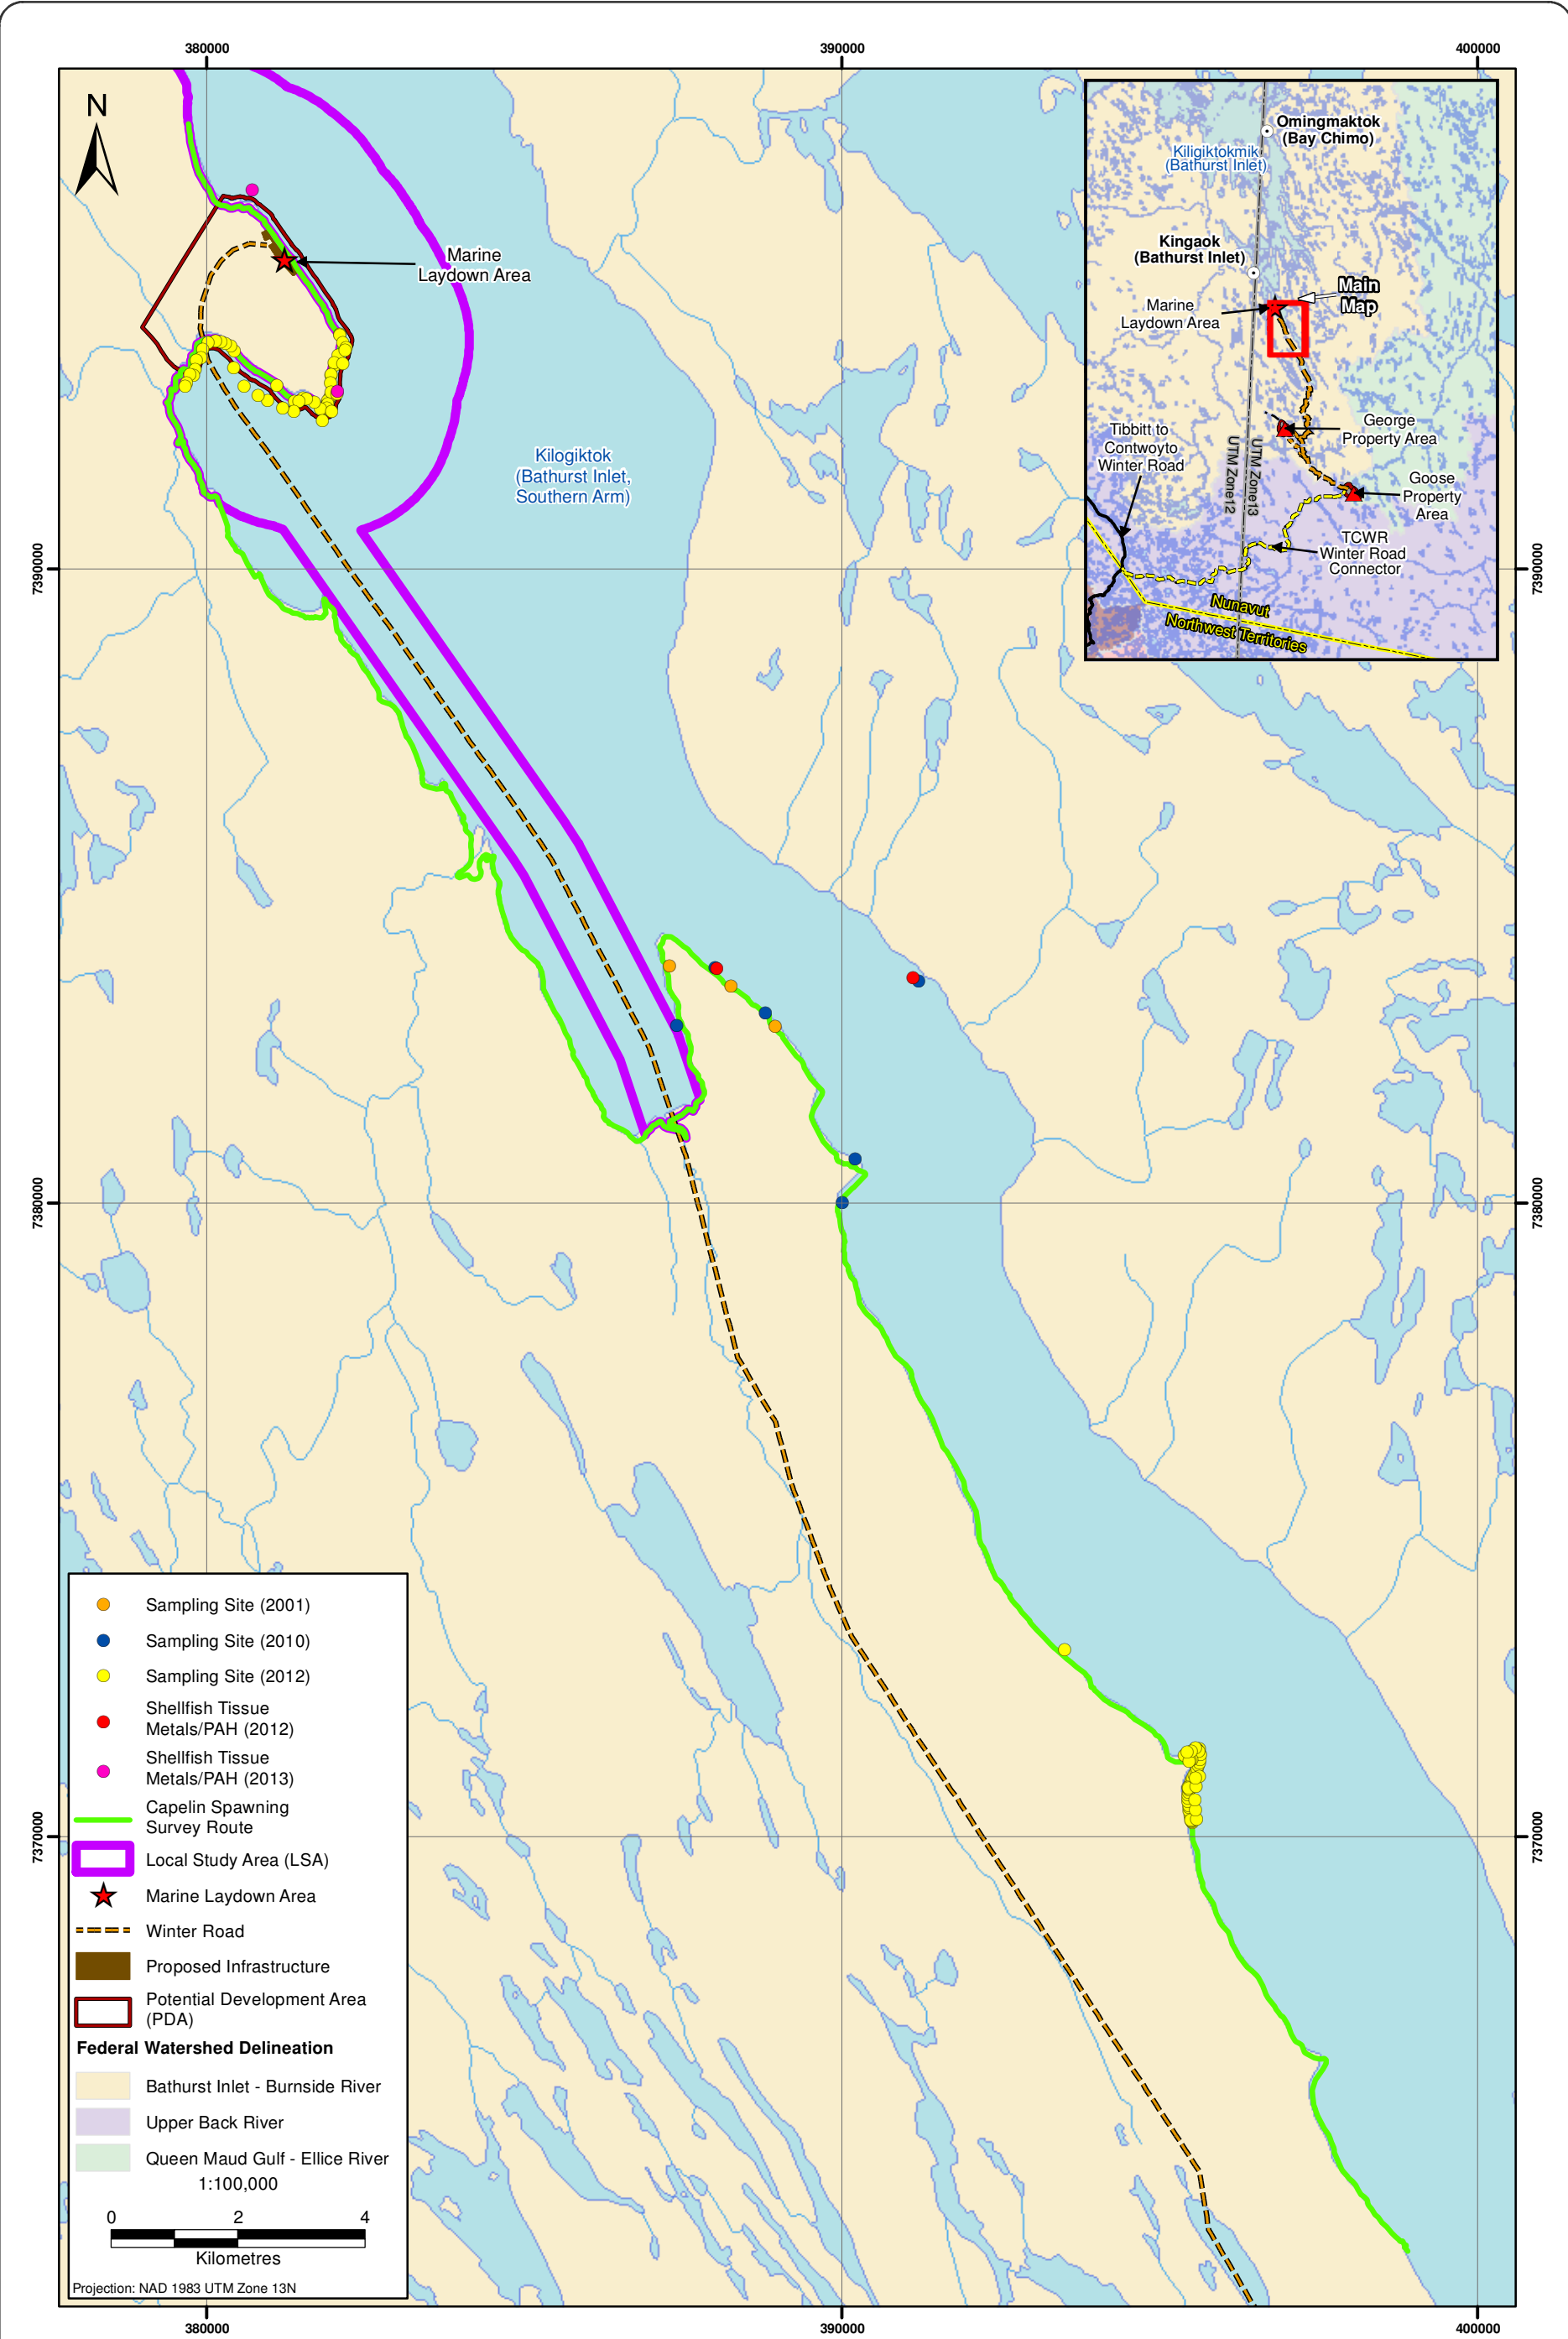 380000
390000
400000
N
Omingmaktok
(Bay Chimo)
Kiligiktokmik
(Bathurst Inlet)
Kingaok
(Bathurst Inlet)
Main
Map
Marine
Laydown Area
Marine
Laydown Area
George
Property Area
Tibbitt to
Contwoyto
Winter Road
UTM Zone12
UTM Zone13
Goose
Property
Area
TCWR
Winter Road
Connector
Nunavut
Northwest Territories
Kilogiktok
(Bathurst Inlet,
Southern Arm)
7390000
7390000
7380000
7380000
7370000
7370000
Sampling Site (2001)
Sampling Site (2010)
Sampling Site (2012)
Shellfish Tissue
Metals/PAH (2012)
Shellfish Tissue
Metals/PAH (2013)
Capelin Spawning
Survey Route
Local Study Area (LSA)
Marine Laydown Area
Winter Road
Proposed Infrastructure
Potential Development Area
(PDA)
Federal Watershed Delineation
Bathurst Inlet - Burnside River
Upper Back River
Queen Maud Gulf - Ellice River
1:100,000
0 2 4
Kilometres
Projection: NAD 1983 UTM Zone 13N
380000
390000
400000